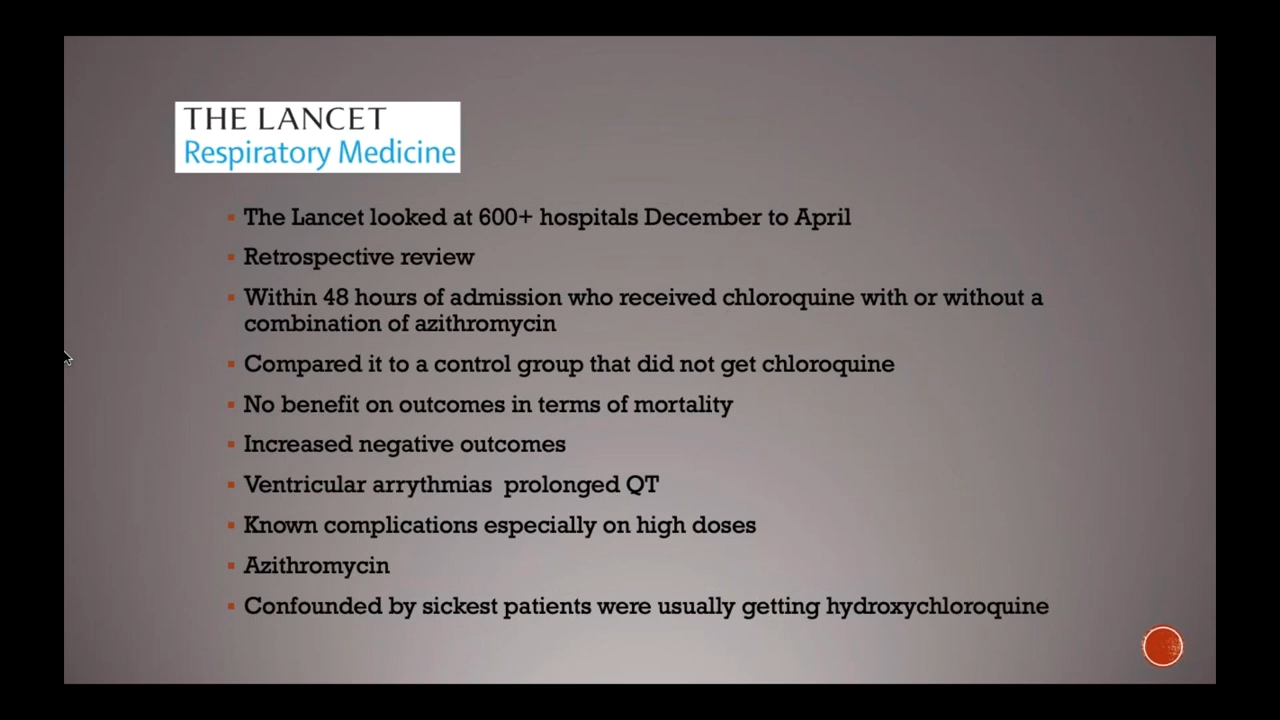 THE LANCET
Respiratory Medicine
The Lancet looked at 600+ hospitals December to April
Retrospective review
Within 48 hours of admission who received chloroquine with or without a
combination of azithromycin
Compared it to a control group that did not get chloroquine
No benefit on outcomes in terms of mortality
Increased negative outcomes
Ventricular arrythmias  prolonged QT
Known complications especially on high doses
Azithromycin
Confounded by sickest patients were usually getting hydroxychloroquine